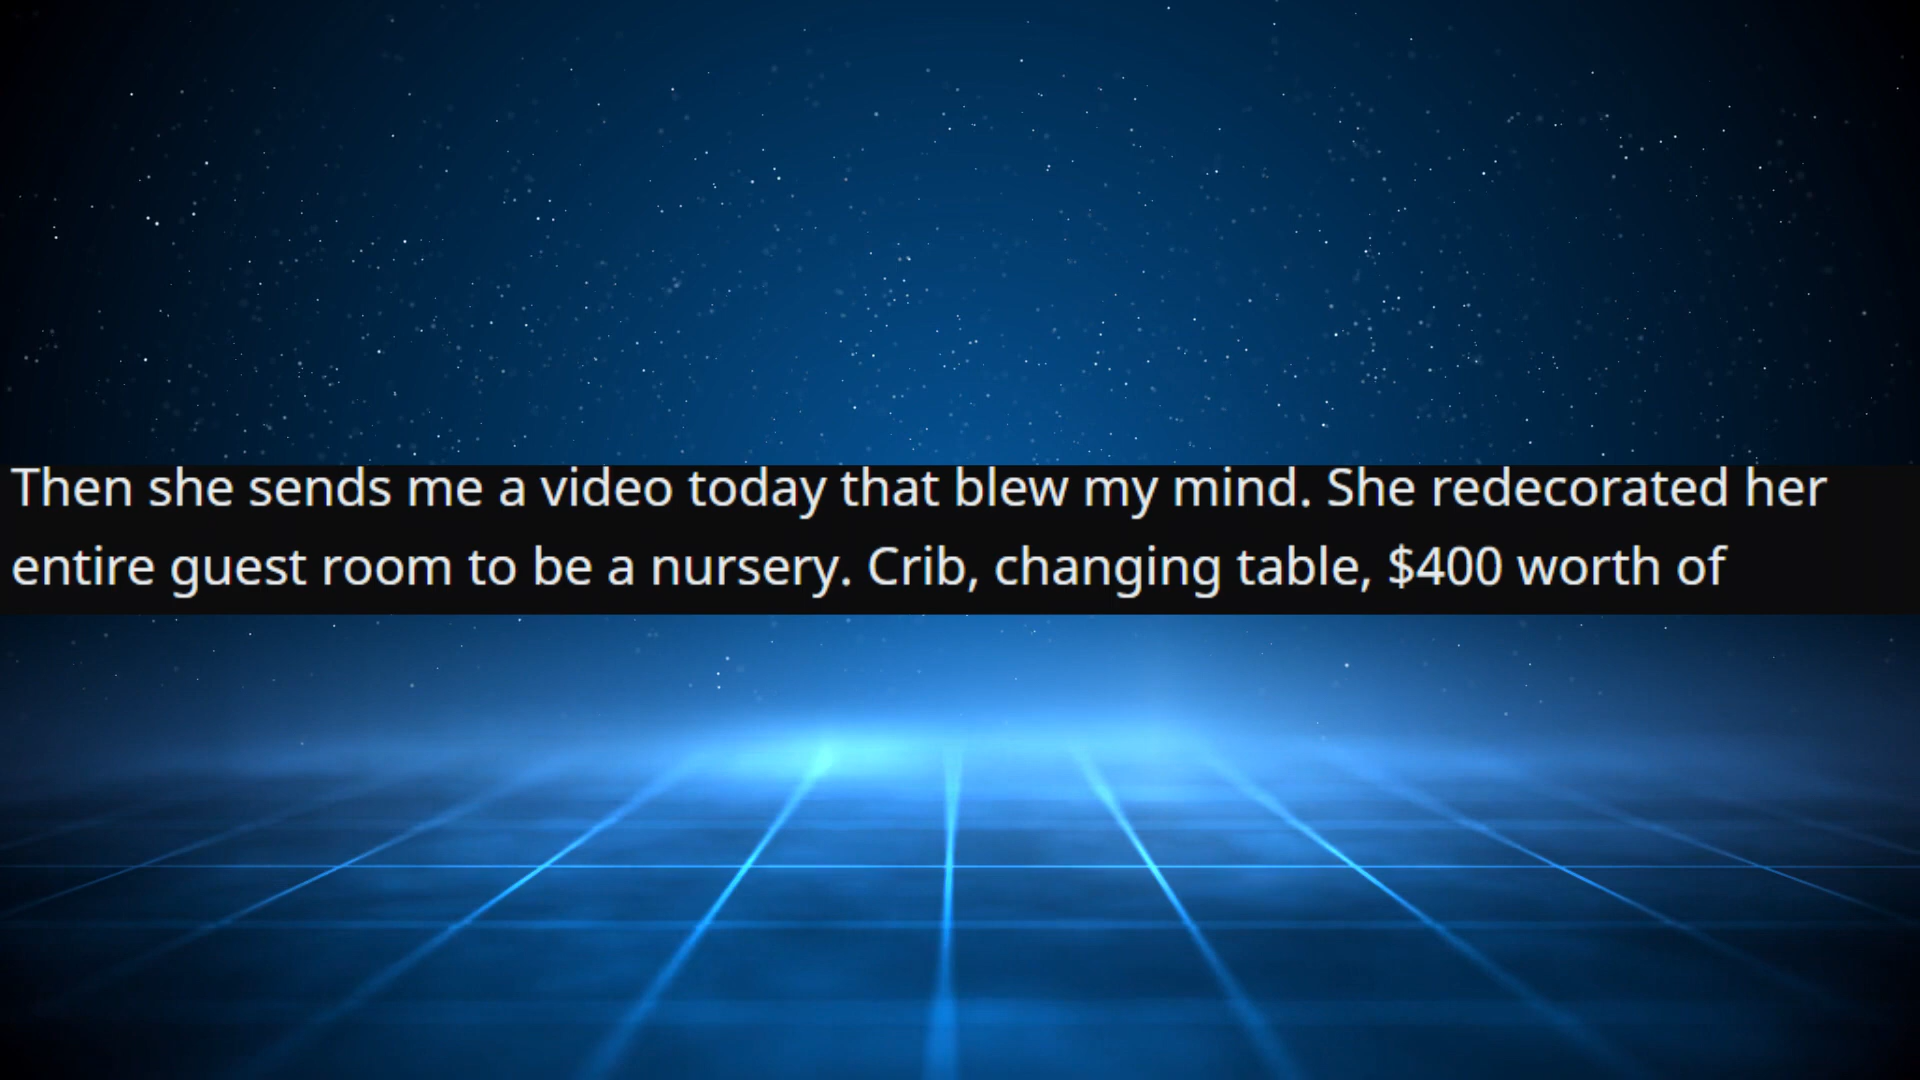 Then she sends me a video today that blew my mind. She redecorated her
entire guest room to be a nursery. Crib, changing table, $400 worth of